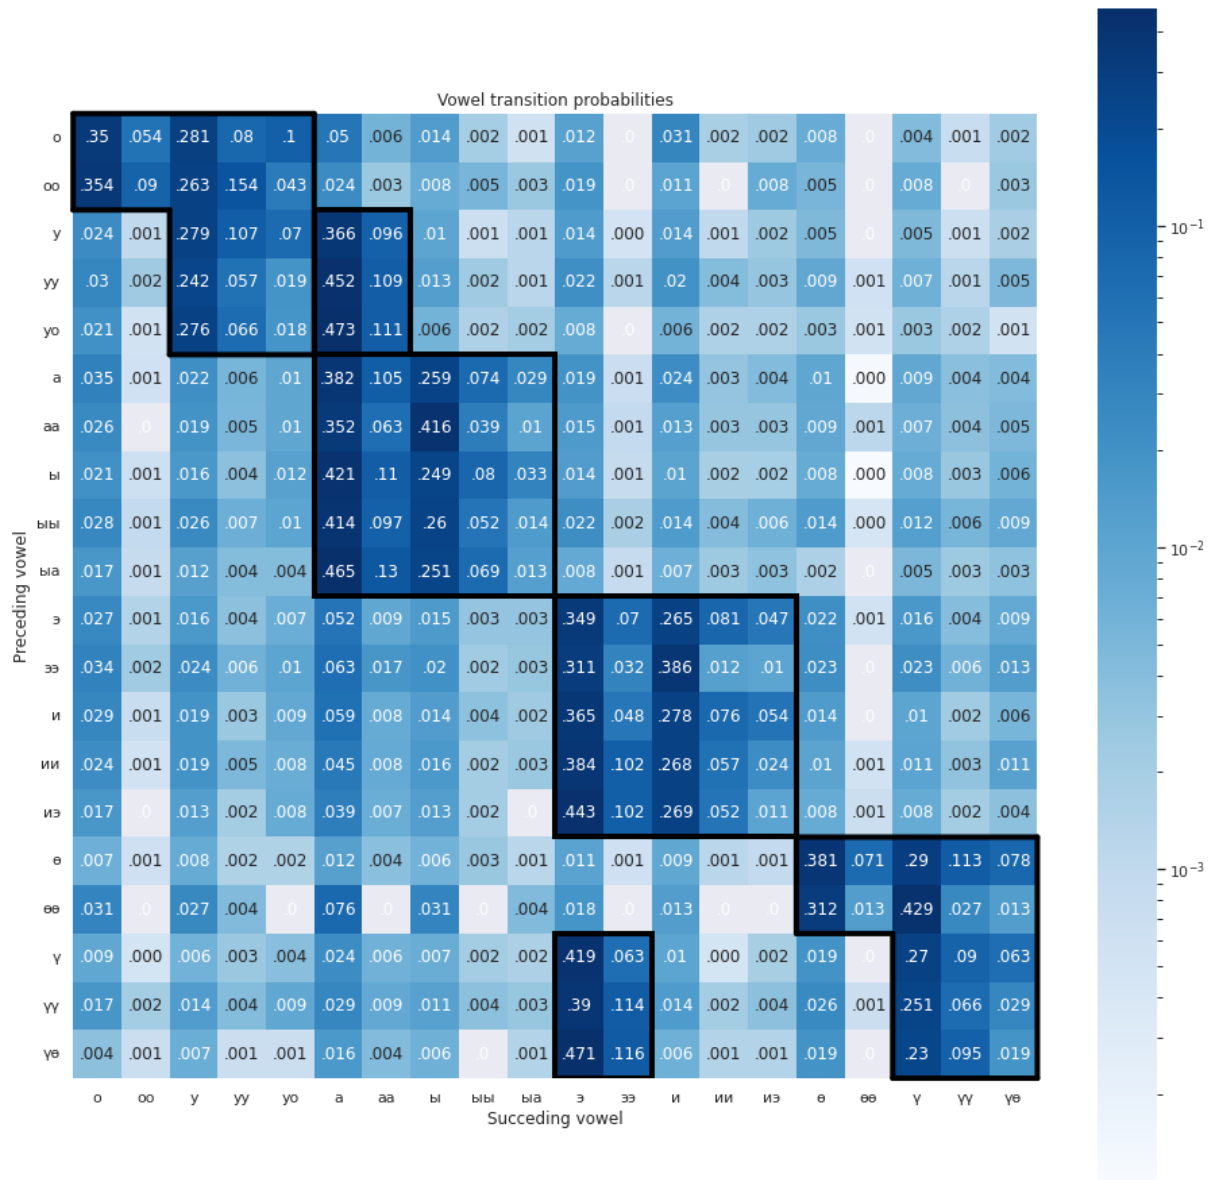 Vowel transition probabilities
о .35 .054 .281 .08 .1 .05 .006 .014 .002 .001 .012 .0 .031 .002 .002 .008 .0 .004 .001 .002
оо .354 .09 .263 .154 .043 .024 .003 .008 .005 .003 .019 .0 .011 .0 .008 .005 .0 .008 .0 .003
у .024 .001 .279 .107 .07 .366 .096 .01 .001 .001 .014 .000 .014 .001 .002 .005 .0 .005 .001 .002
уу .03 .002 .242 .057 .019 .452 .109 .013 .002 .001 .022 .001 .02 .004 .003 .009 .001 .007 .001 .005
уо .021 .001 .276 .066 .018 .473 .111 .006 .002 .002 .008 .0 .006 .002 .002 .003 .001 .003 .002 .001
а .035 .001 .022 .006 .01 .382 .105 .259 .074 .029 .019 .001 .024 .003 .004 .01 .000 .009 .004 .004
аа .026 .0 .019 .005 .01 .352 .063 .416 .039 .01 .015 .001 .013 .003 .003 .009 .001 .007 .004 .005
ы .021 .001 .016 .004 .012 .421 .11 .249 .08 .033 .014 .001 .01 .002 .002 .008 .000 .008 .003 .006
ыы .028 .001 .026 .007 .01 .414 .097 .26 .052 .014 .022 .002 .014 .004 .006 .014 .000 .012 .006 .009
ыа .017 .001 .012 .004 .004 .465 .13 .251 .069 .013 .008 .001 .007 .003 .003 .002 .0 .005 .003 .003
э .027 .001 .016 .004 .007 .052 .009 .015 .003 .003 .349 .07 .265 .081 .047 .022 .001 .016 .004 .009
ээ .034 .002 .024 .006 .01 .063 .017 .02 .002 .003 .311 .032 .386 .012 .01 .023 .0 .023 .006 .013
и .029 .001 .019 .003 .009 .059 .008 .014 .004 .002 .365 .048 .278 .076 .054 .014 .0 .01 .002 .006
ии .024 .001 .019 .005 .008 .045 .008 .016 .002 .003 .384 .102 .268 .057 .024 .01 .001 .011 .003 .011
иэ .017 .0 .013 .002 .008 .039 .007 .013 .002 .0 .443 .102 .269 .052 .011 .008 .001 .008 .002 .004
ө .007 .001 .008 .002 .002 .012 .004 .006 .003 .001 .011 .001 .009 .001 .001 .381 .071 .29 .113 .078
өө .031 .0 .027 .004 .0 .076 .0 .031 .0 .004 .018 .0 .013 .0 .0 .312 .013 .429 .027 .013
ү .009 .000 .006 .003 .004 .024 .006 .007 .002 .002 .419 .063 .01 .000 .002 .019 .0 .27 .09 .063
үү .017 .002 .014 .004 .009 .029 .009 .011 .004 .003 .39 .114 .014 .002 .004 .026 .001 .251 .066 .029
үө .004 .001 .007 .001 .001 .016 .004 .006 .0 .001 .471 .116 .006 .001 .001 .019 .0 .23 .095 .019
о оо у уу уо а аа ы ыы ыа э ээ и ии иэ ө өө ү үү үө
Succeding vowel
Preceding vowel
10⁻¹
10⁻²
10⁻³